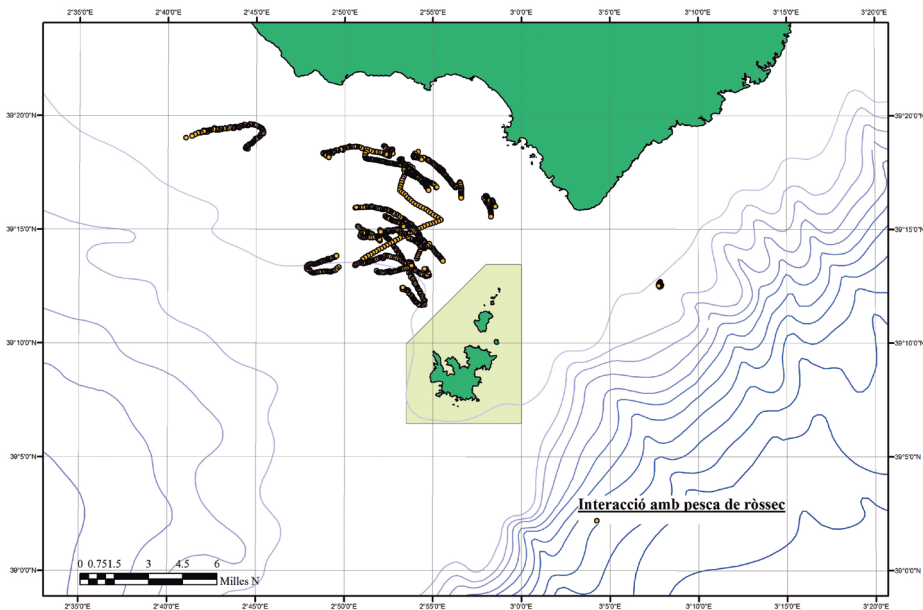 2°35'0"E 2°40'0"E 2°45'0"E 2°50'0"E 2°55'0"E 3°0'0"E 3°5'0"E 3°10'0"E 3°15'0"E 3°20'0"E
39°20'0"N 39°20'0"N
39°15'0"N 39°15'0"N
39°10'0"N 39°10'0"N
39°5'0"N 39°5'0"N
Interacció amb pesca de ròssec
39°0'0"N 39°0'0"N
0 0.75 1.5 3 4.5 6
Milles N
2°35'0"E 2°40'0"E 2°45'0"E 2°50'0"E 2°55'0"E 3°0'0"E 3°5'0"E 3°10'0"E 3°15'0"E 3°20'0"E